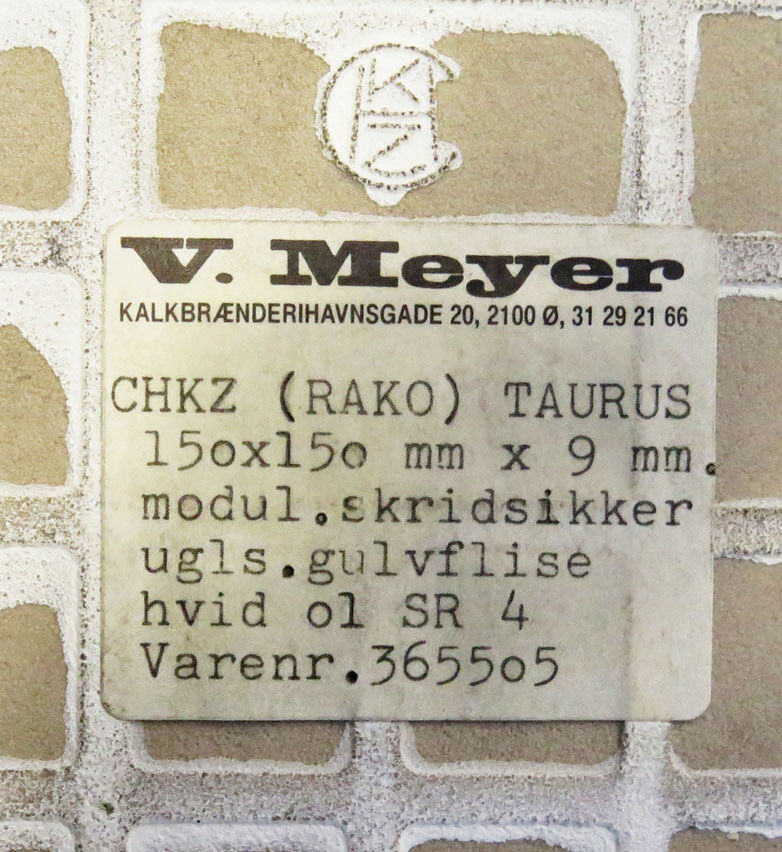 CHKZ
V. Meyer
KALKBRÆNDERIHAVNSGADE 20, 2100 Ø, 31 29 21 66
CHKZ (RAKO) TAURUS
15ox15o mm x 9 mm.
modul.skridsikker
ugls.gulvflise
hvid ol SR 4
Varenr.3655o5